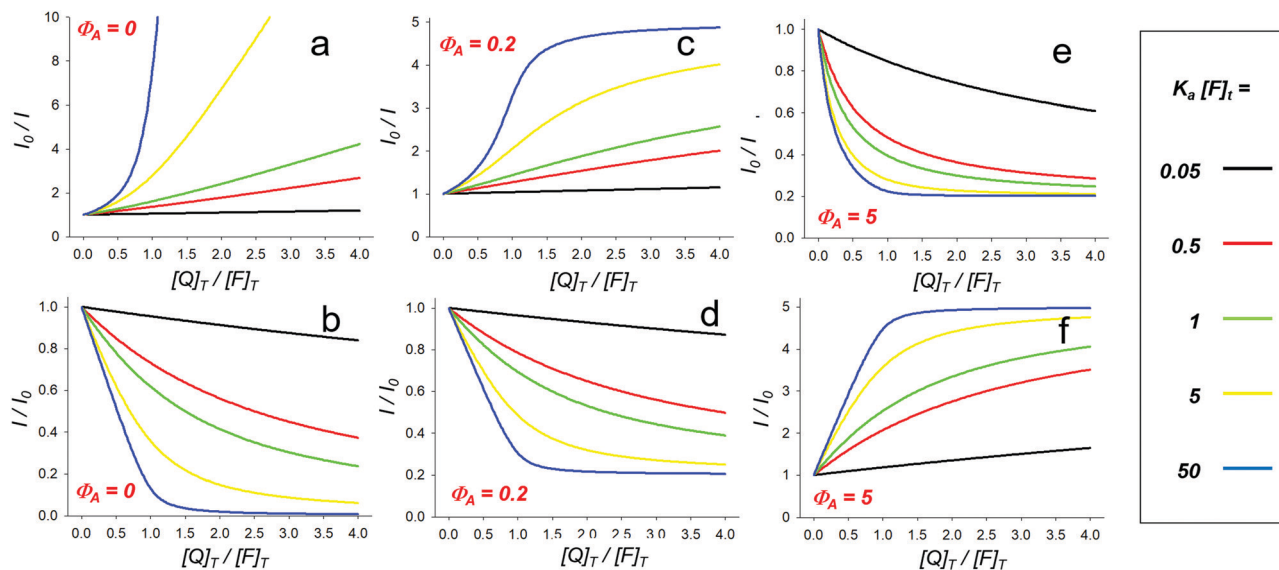 Φ_A = 0
a
I₀ / I
10
8
6
4
2
0
0.0 0.5 1.0 1.5 2.0 2.5 3.0 3.5 4.0
[Q]_T / [F]_T
Φ_A = 0.2
c
I₀ / I
5
4
3
2
1
0
0.0 0.5 1.0 1.5 2.0 2.5 3.0 3.5 4.0
[Q]_T / [F]_T
e
I₀ / I
1.0
0.8
0.6
0.4
0.2
0.0
Φ_A = 5
0.0 0.5 1.0 1.5 2.0 2.5 3.0 3.5 4.0
[Q]_T / [F]_T
b
I / I₀
1.0
0.8
0.6
0.4
0.2
0.0
Φ_A = 0
0.0 0.5 1.0 1.5 2.0 2.5 3.0 3.5 4.0
[Q]_T / [F]_T
d
I / I₀
1.0
0.8
0.6
0.4
0.2
0.0
Φ_A = 0.2
0.0 0.5 1.0 1.5 2.0 2.5 3.0 3.5 4.0
[Q]_T / [F]_T
f
I / I₀
5
4
3
2
1
0
Φ_A = 5
0.0 0.5 1.0 1.5 2.0 2.5 3.0 3.5 4.0
[Q]_T / [F]_T
K_a [F]_t =
0.05
0.5
1
5
50